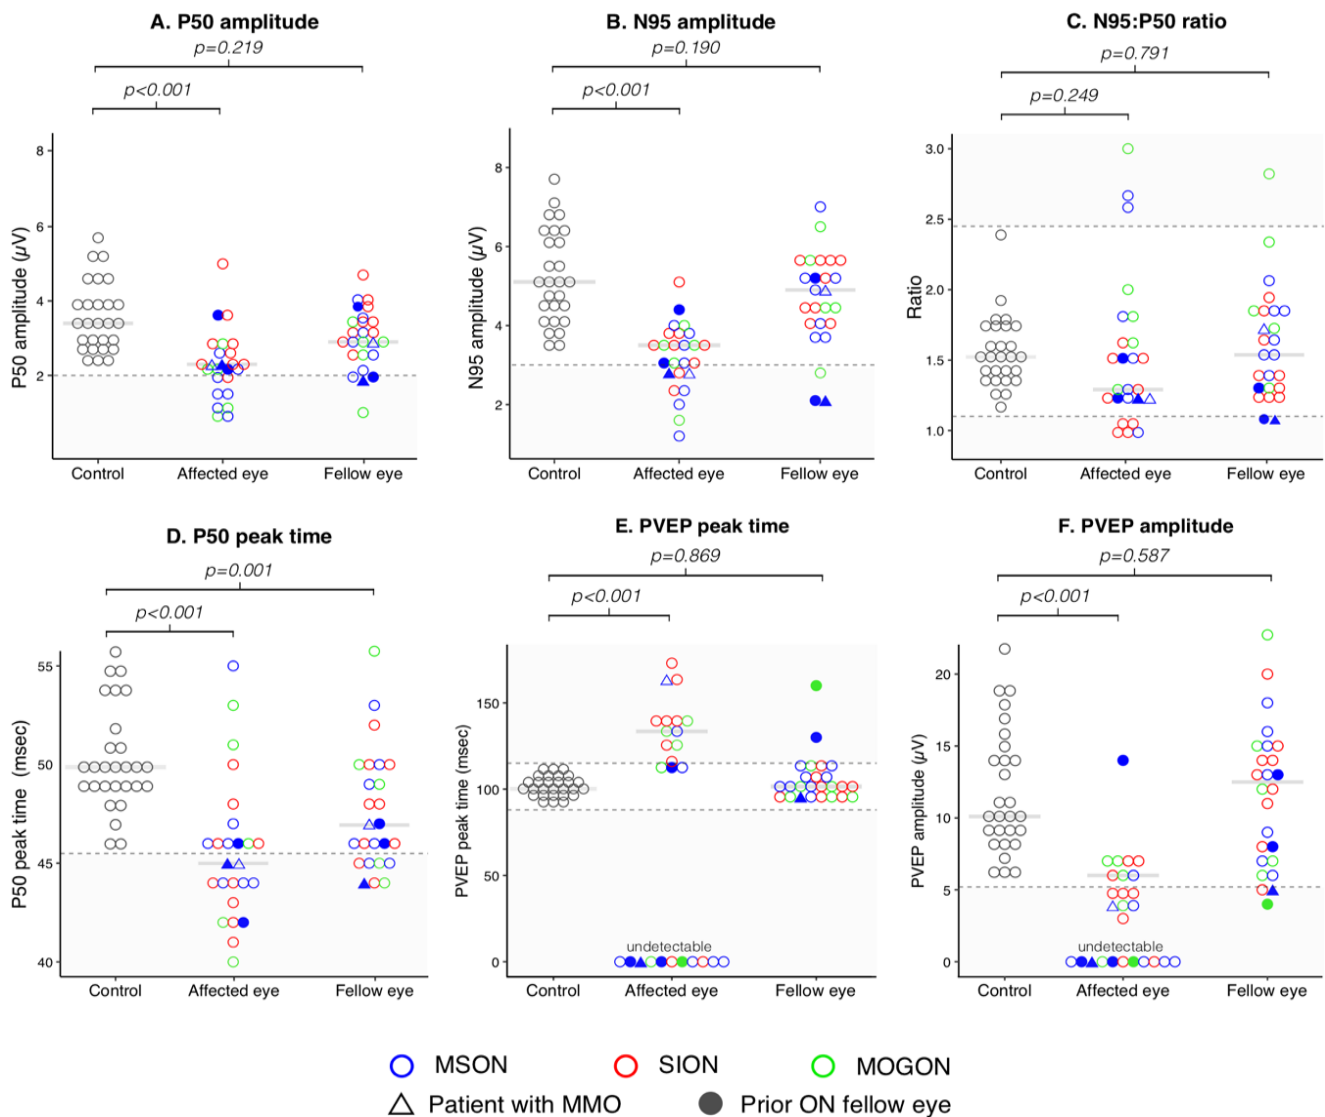 A. P50 amplitude
p=0.219
p<0.001
P50 amplitude (µV)
8
6
4
2
Control Affected eye Fellow eye
B. N95 amplitude
p=0.190
p<0.001
N95 amplitude (µV)
8
6
4
2
Control Affected eye Fellow eye
C. N95:P50 ratio
p=0.791
p=0.249
Ratio
3.0
2.5
2.0
1.5
1.0
Control Affected eye Fellow eye
D. P50 peak time
p=0.001
p<0.001
P50 peak time (msec)
55
50
45
40
Control Affected eye Fellow eye
E. PVEP peak time
p=0.869
p<0.001
PVEP peak time (msec)
150
100
50
0
undetectable
Control Affected eye Fellow eye
F. PVEP amplitude
p=0.587
p<0.001
PVEP amplitude (µV)
20
15
10
5
0
undetectable
Control Affected eye Fellow eye
MSON SION MOGON
Patient with MMO Prior ON fellow eye